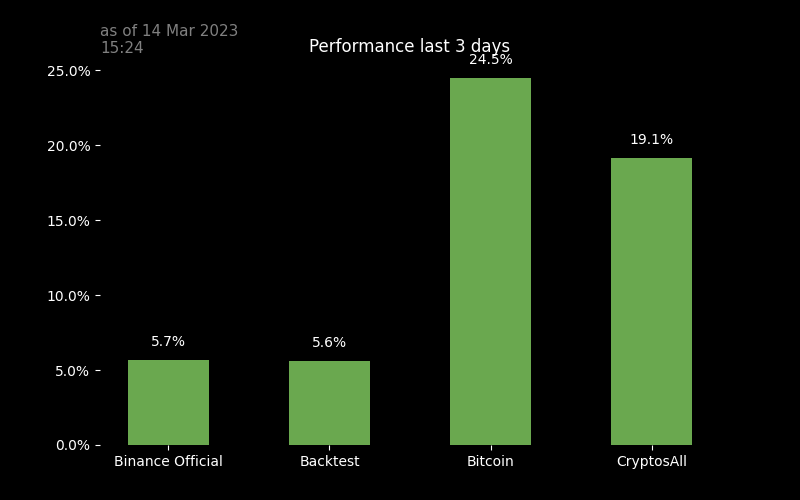 as of 14 Mar 2023
15:24
Performance last 3 days
25.0%
20.0%
15.0%
10.0%
5.0%
0.0%
5.7%
5.6%
24.5%
19.1%
Binance Official
Backtest
Bitcoin
CryptosAll